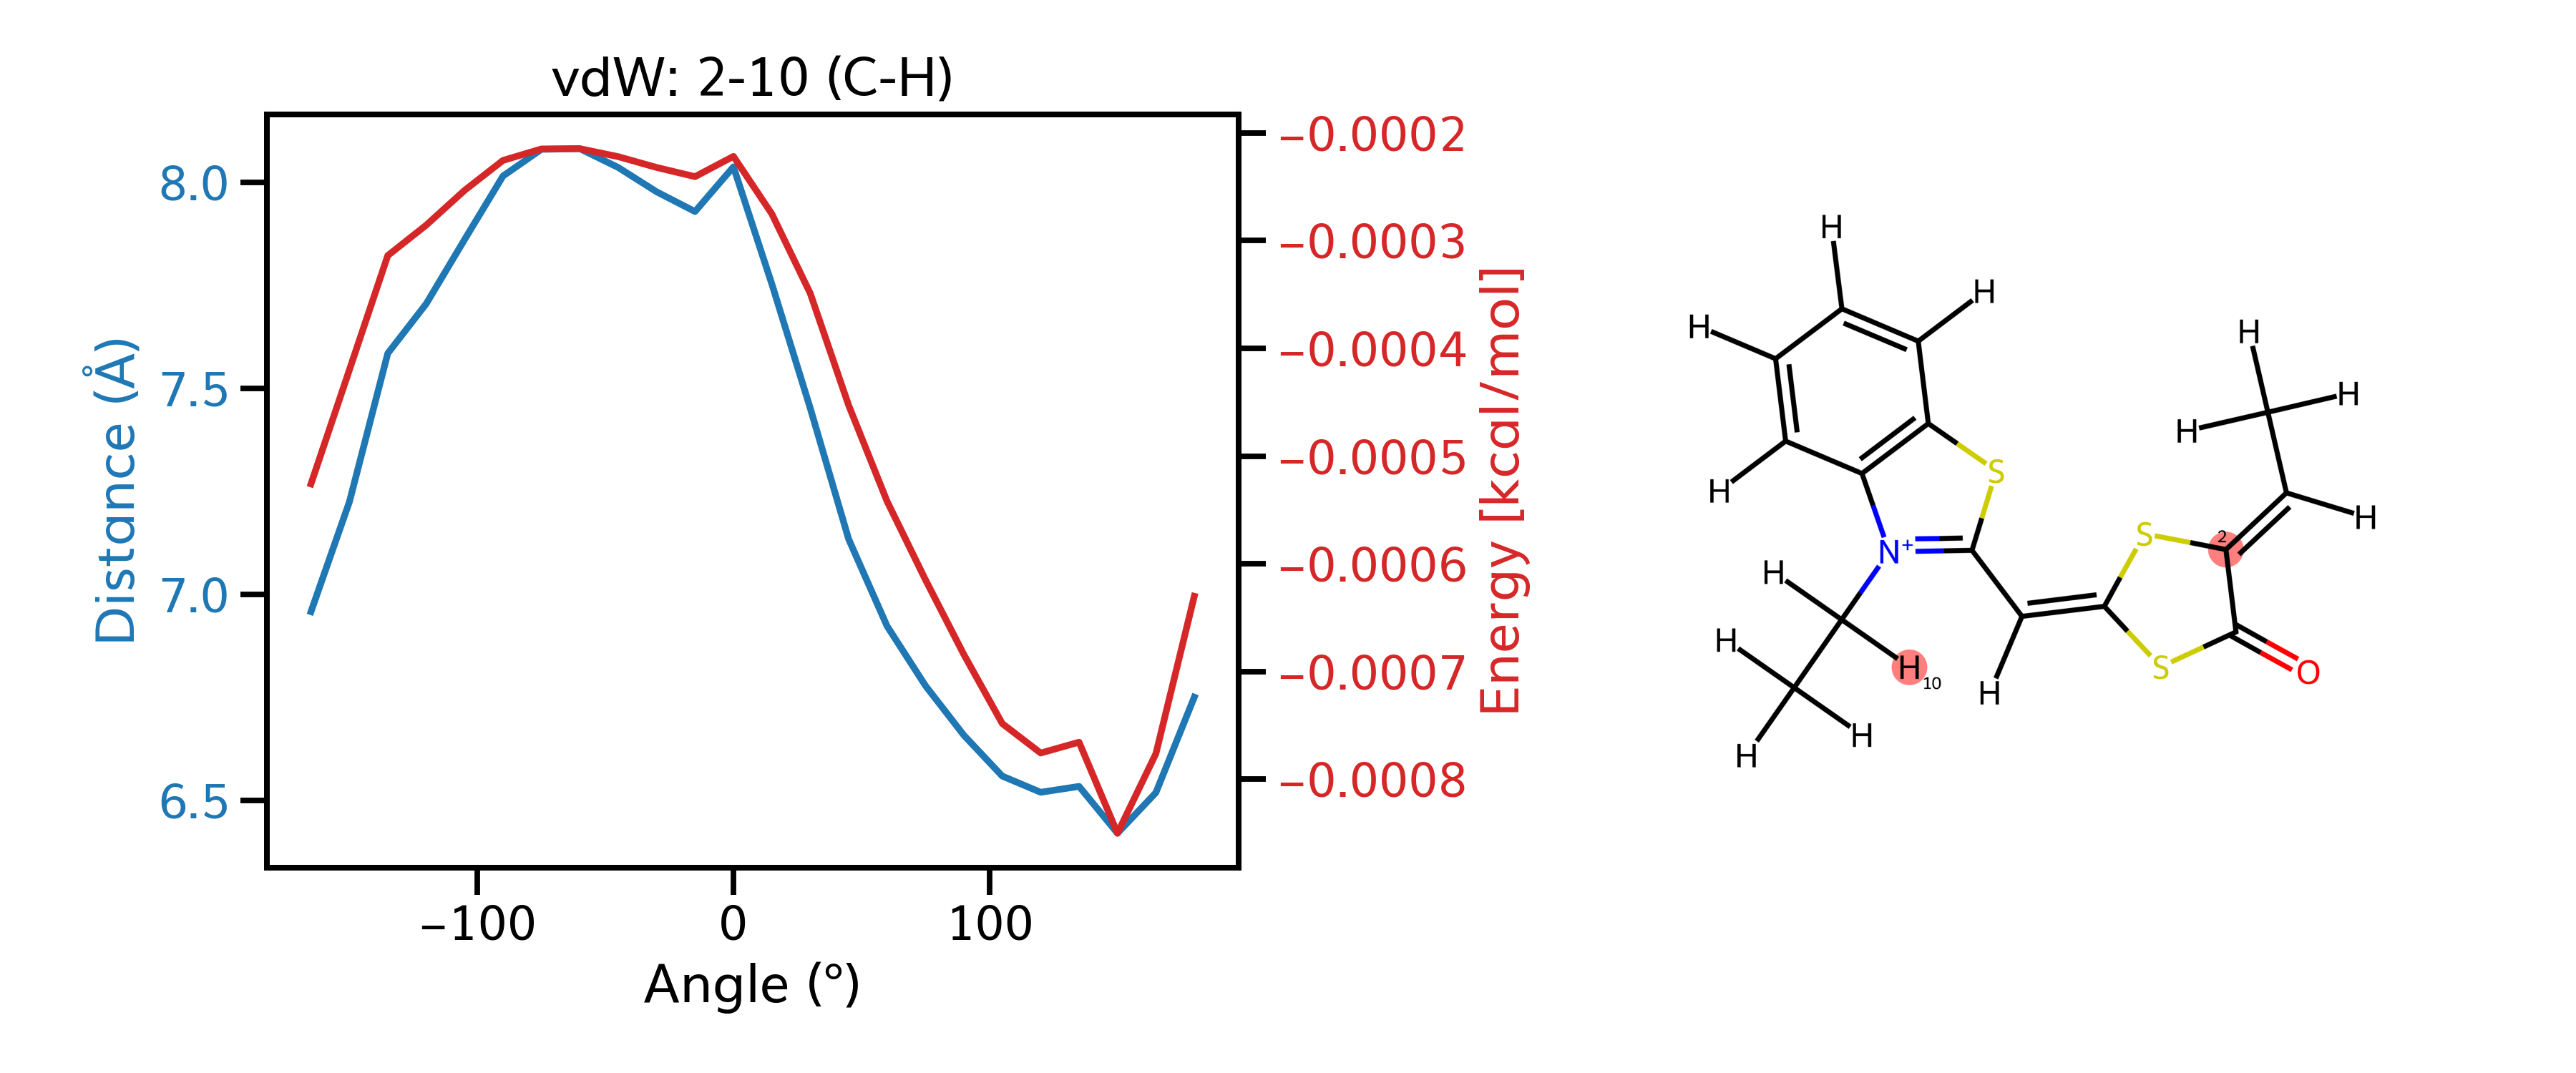 vdW: 2-10 (C-H)
8.0
7.5
7.0
6.5
Distance (Å)
−0.0002
−0.0003
−0.0004
−0.0005
−0.0006
−0.0007
−0.0008
Energy [kcal/mol]
−100
0
100
Angle (°)
H
H
H
H
H
H
H
S
H
H
S
2
N+
H
H
H
10
S
O
H
H
H